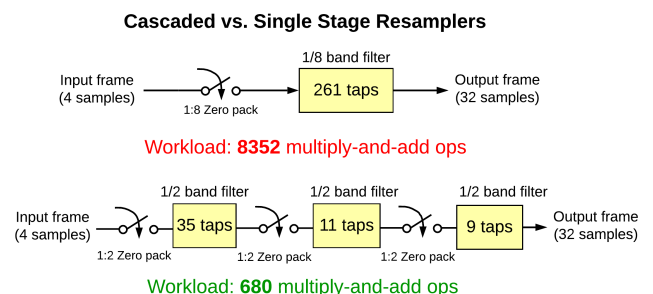 Cascaded vs. Single Stage Resamplers
1/8 band filter
Input frame
(4 samples)
1:8 Zero pack
261 taps
Output frame
(32 samples)
Workload: 8352 multiply-and-add ops
1/2 band filter
1/2 band filter
1/2 band filter
Input frame
(4 samples)
1:2 Zero pack
35 taps
1:2 Zero pack
11 taps
1:2 Zero pack
9 taps
Output frame
(32 samples)
Workload: 680 multiply-and-add ops